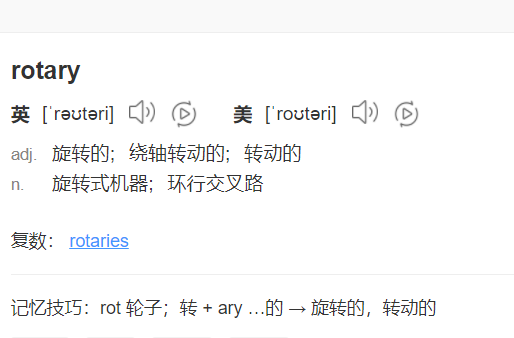 rotary
英 [ˈrəʊtəri] 美 [ˈroʊtəri]
adj. 旋转的；绕轴转动的；转动的
n. 旋转式机器；环行交叉路
复数： rotaries
记忆技巧：rot 轮子；转 + ary …的 → 旋转的，转动的